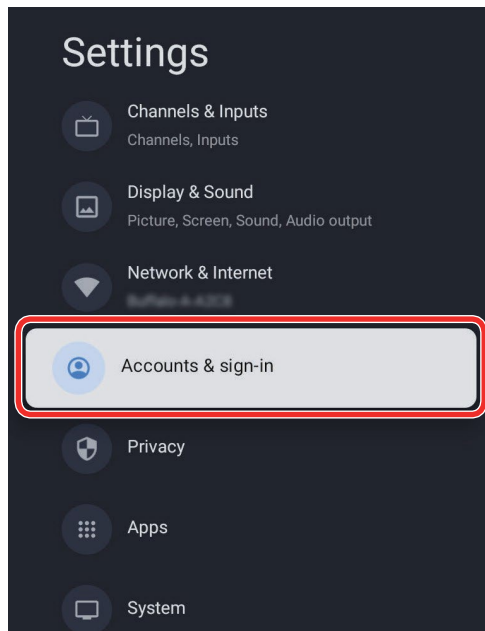 Settings
Channels & Inputs
Channels, Inputs
Display & Sound
Picture, Screen, Sound, Audio output
Network & Internet
Accounts & sign-in
Privacy
Apps
System